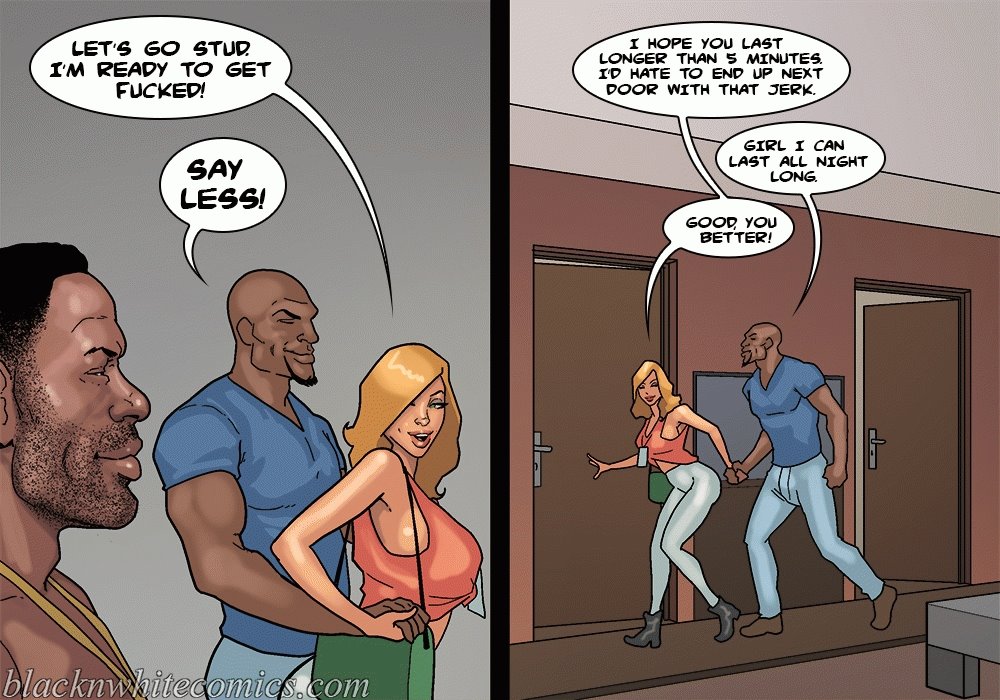 LET'S GO STUD.
I'M READY TO GET
FUCKED!
SAY
LESS!
I HOPE YOU LAST
LONGER THAN 5 MINUTES.
I'D HATE TO END UP NEXT
DOOR WITH THAT JERK.
GIRL I CAN
LAST ALL NIGHT
LONG.
GOOD, YOU
BETTER!
blacknwhitecomics.com